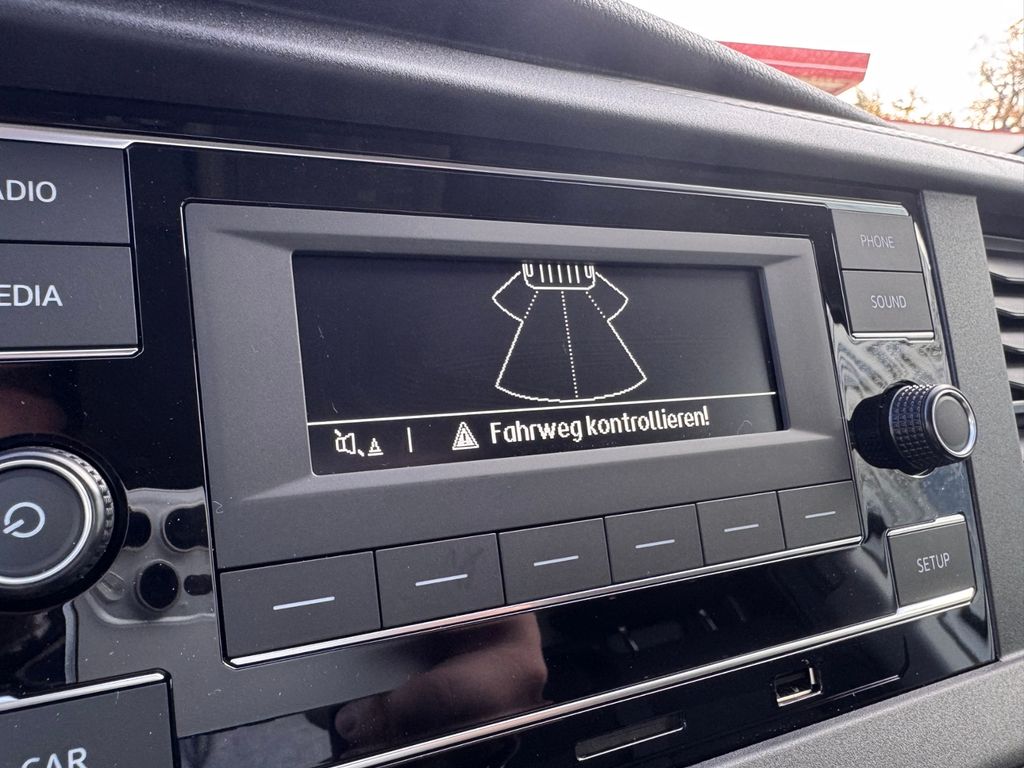 ADIO
EDIA
PHONE
SOUND
Fahrweg kontrollieren!
SETUP
CAR